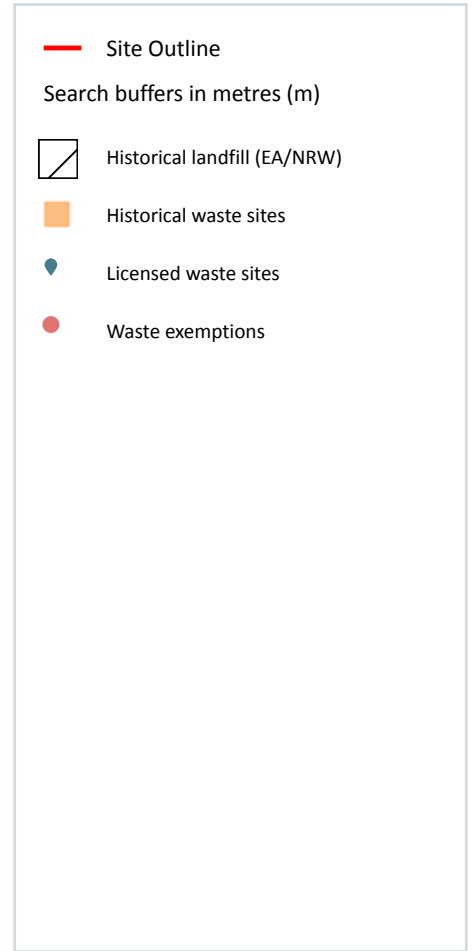 Site Outline
Search buffers in metres (m)
Historical landfill (EA/NRW)
Historical waste sites
Licensed waste sites
Waste exemptions